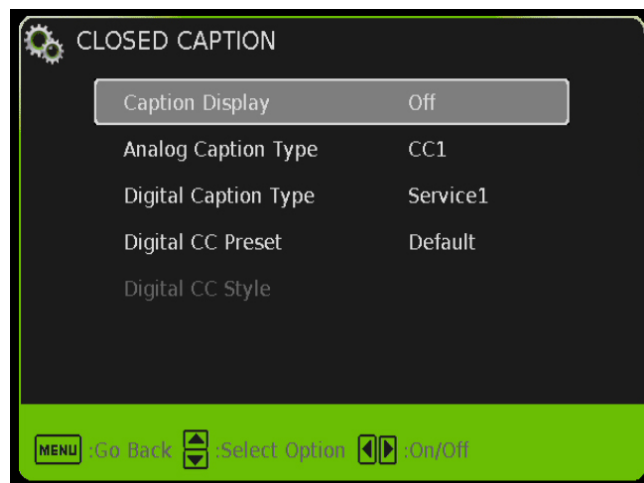 CLOSED CAPTION
Caption Display Off
Analog Caption Type CC1
Digital Caption Type Service1
Digital CC Preset Default
Digital CC Style
MENU :Go Back :Select Option :On/Off